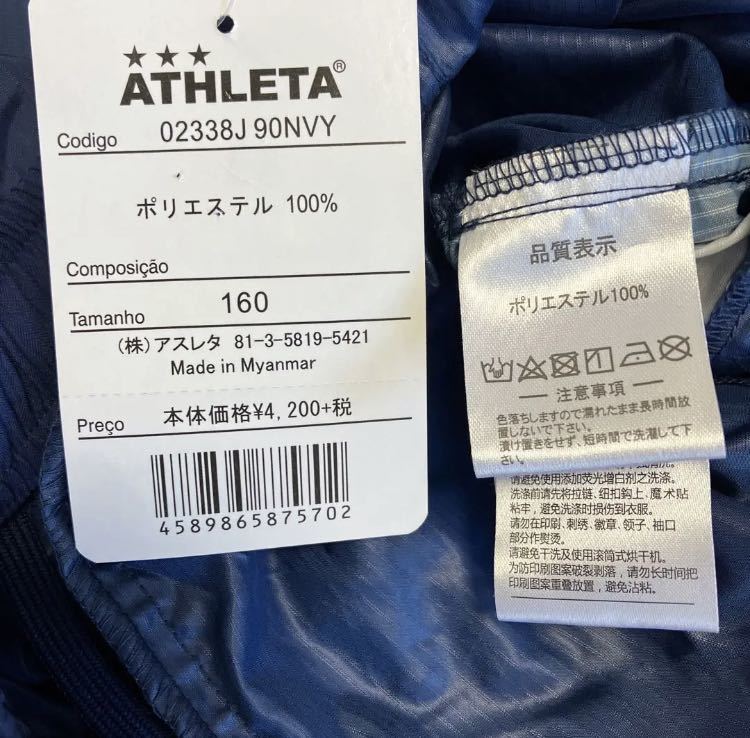 ATHLETA®
Codigo 02338J 90NVY
ポリエステル 100%
Composição
Tamanho 160
(株)アスレタ 81-3-5819-5421
Made in Myanmar
Preço 本体価格¥4,200+税
4589865875702
品質表示
ポリエステル100%
注意事項
色落ちしますので濡れたまま長時間放
置しないで下さい。
漬け置きをせず、短時間で洗濯して下
さい。
请避免使用添加荧光增白剂之洗涤。
洗涤前请先将拉链、纽扣鈎上，魔术贴
粘牢，避免洗涤时损伤到衣服。
请勿在印刷、刺绣、徽章、领子、袖口
部分作熨烫。
请避免干洗及使用滚筒式烘干机。
为防印刷图案破裂剥落，请勿长时间把
印刷图案重叠放置，避免沾粘。